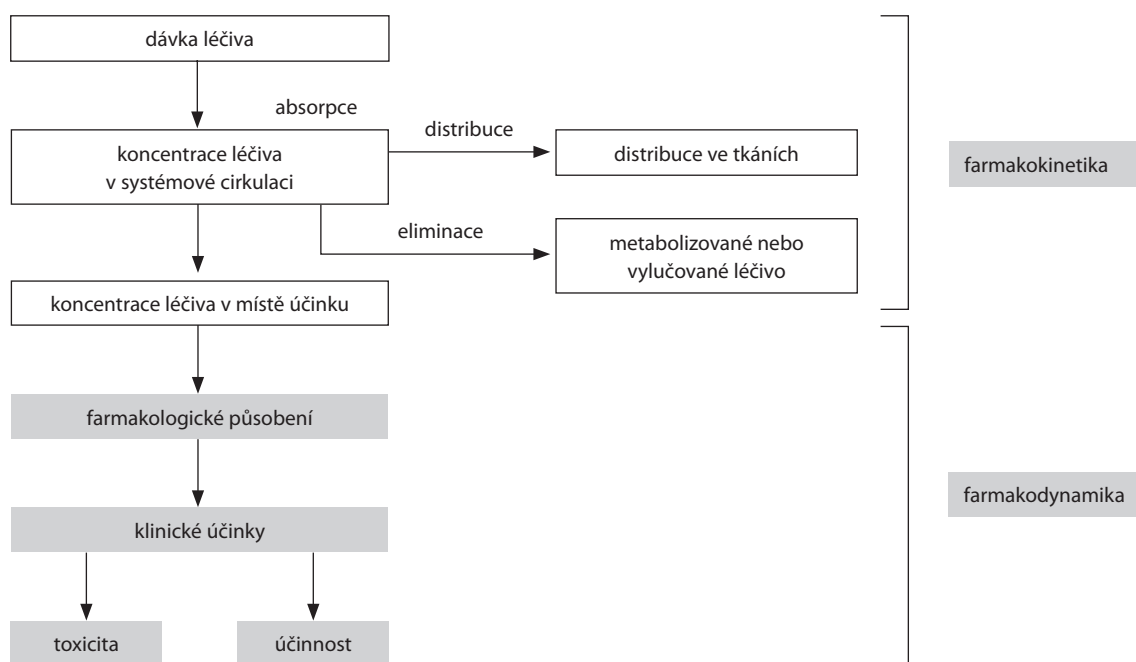 dávka léčiva
absorpce
distribuce
koncentrace léčiva
v systémové cirkulaci
distribuce ve tkáních
farmakokinetika
eliminace
metabolizované nebo
vylučované léčivo
koncentrace léčiva v místě účinku
farmakologické působení
farmakodynamika
klinické účinky
toxicita
účinnost